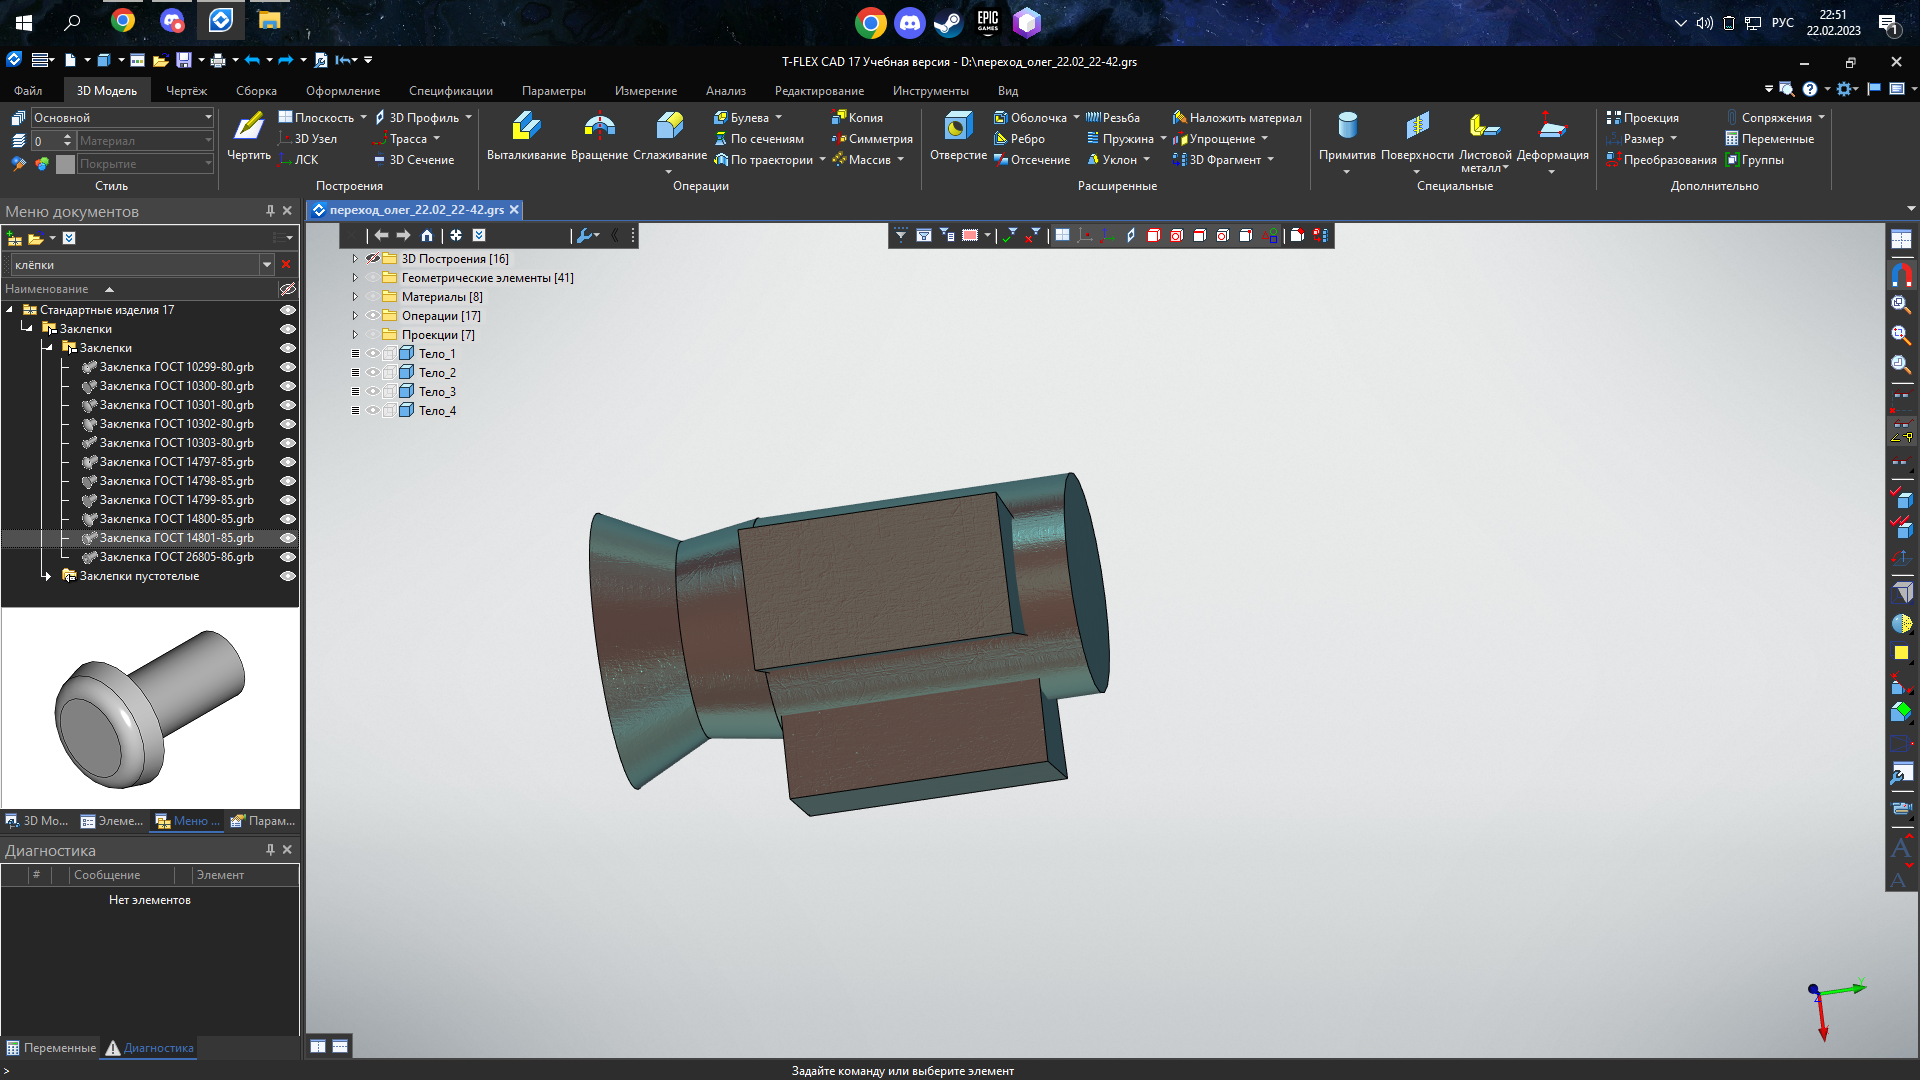 EPIC GAMES
РУС
22:51
22.02.2023
1
T-FLEX CAD 17 Учебная версия - D:\переход_олег_22.02_22-42.grs
Файл
3D Модель
Чертёж
Сборка
Оформление
Спецификации
Параметры
Измерение
Анализ
Редактирование
Инструменты
Вид
Основной
0
Материал
Покрытие
Стиль
Чертить
Плоскость
3D Узел
ЛСК
3D Профиль
Трасса
3D Сечение
Построения
Выталкивание
Вращение
Сглаживание
Булева
По сечениям
По траектории
Копия
Симметрия
Массив
Операции
Отверстие
Оболочка
Ребро
Отсечение
Резьба
Пружина
Уклон
Наложить материал
Упрощение
3D Фрагмент
Расширенные
Примитив
Поверхности
Листовой металл
Деформация
Специальные
Проекция
Размер
Преобразования
Сопряжения
Переменные
Группы
Дополнительно
Меню документов
клёпки
Наименование
Стандартные изделия 17
Заклепки
Заклепки
Заклепка ГОСТ 10299-80.grb
Заклепка ГОСТ 10300-80.grb
Заклепка ГОСТ 10301-80.grb
Заклепка ГОСТ 10302-80.grb
Заклепка ГОСТ 10303-80.grb
Заклепка ГОСТ 14797-85.grb
Заклепка ГОСТ 14798-85.grb
Заклепка ГОСТ 14799-85.grb
Заклепка ГОСТ 14800-85.grb
Заклепка ГОСТ 14801-85.grb
Заклепка ГОСТ 26805-86.grb
Заклепки пустотелые
3D Мо...
Элеме...
Меню ...
Парам...
Диагностика
#
Сообщение
Элемент
Нет элементов
Переменные
Диагностика
переход_олег_22.02_22-42.grs
3D Построения [16]
Геометрические элементы [41]
Материалы [8]
Операции [17]
Проекции [7]
Тело_1
Тело_2
Тело_3
Тело_4
>
Задайте команду или выберите элемент